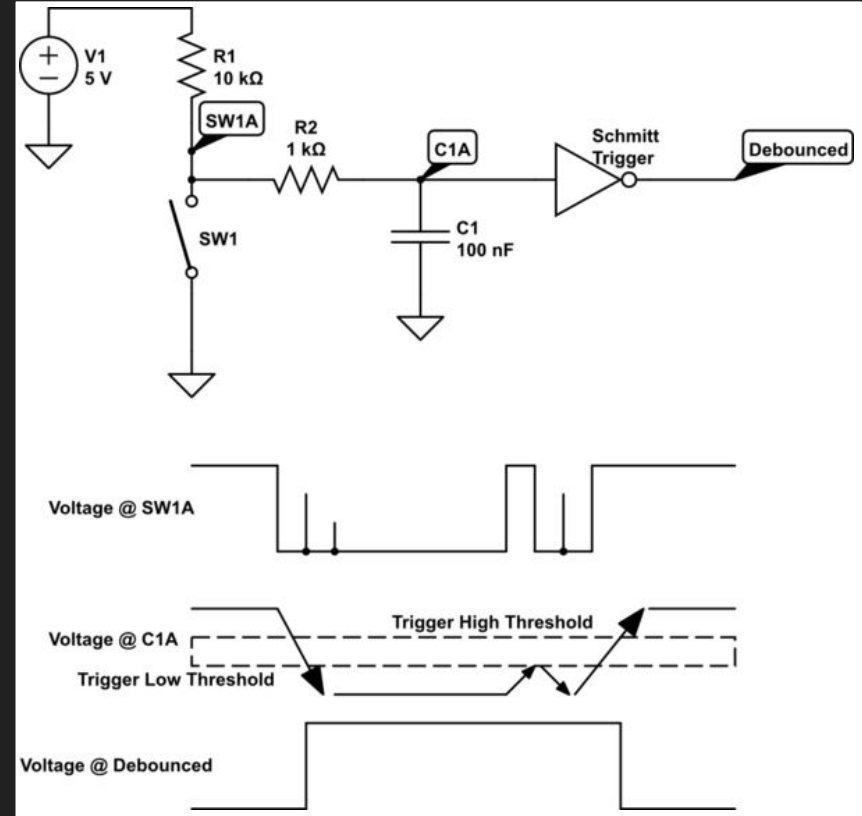 V1
5 V
R1
10 kΩ
SW1A
R2
1 kΩ
C1A
Schmitt
Trigger
Debounced
SW1
C1
100 nF
Voltage @ SW1A
Trigger High Threshold
Voltage @ C1A
Trigger Low Threshold
Voltage @ Debounced